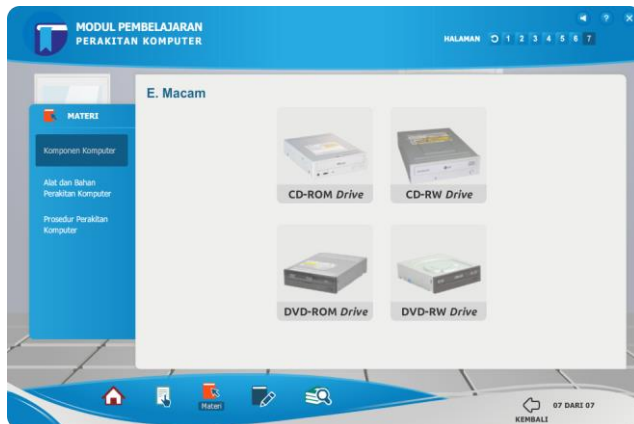 MODUL PEMBELAJARAN
PERAKITAN KOMPUTER
HALAMAN 1 2 3 4 5 6 7
?
X
E. Macam
MATERI
Komponen Komputer
Alat dan Bahan
Perakitan Komputer
Prosedur Perakitan
Komputer
CD-ROM Drive
CD-RW Drive
DVD-ROM Drive
DVD-RW Drive
Materi
KEMBALI
07 DARI 07